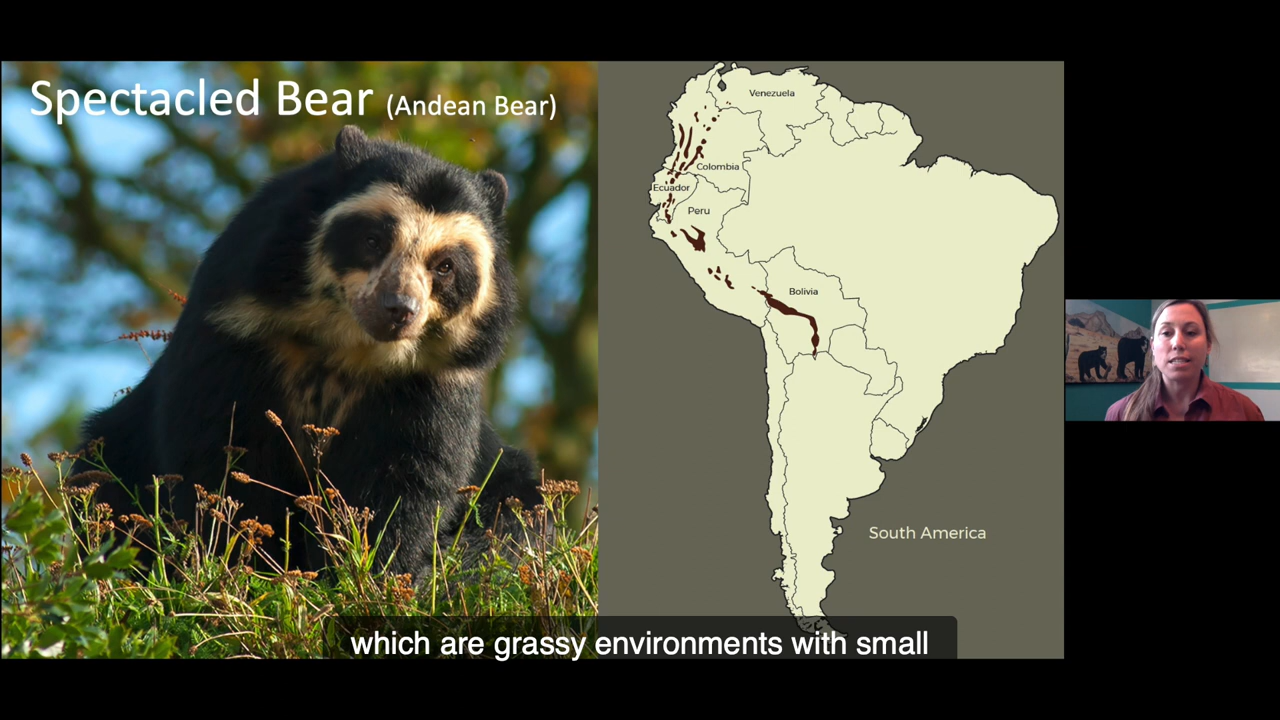 Spectacled Bear (Andean Bear)
Venezuela
Colombia
Ecuador
Peru
Bolivia
South America
which are grassy environments with small